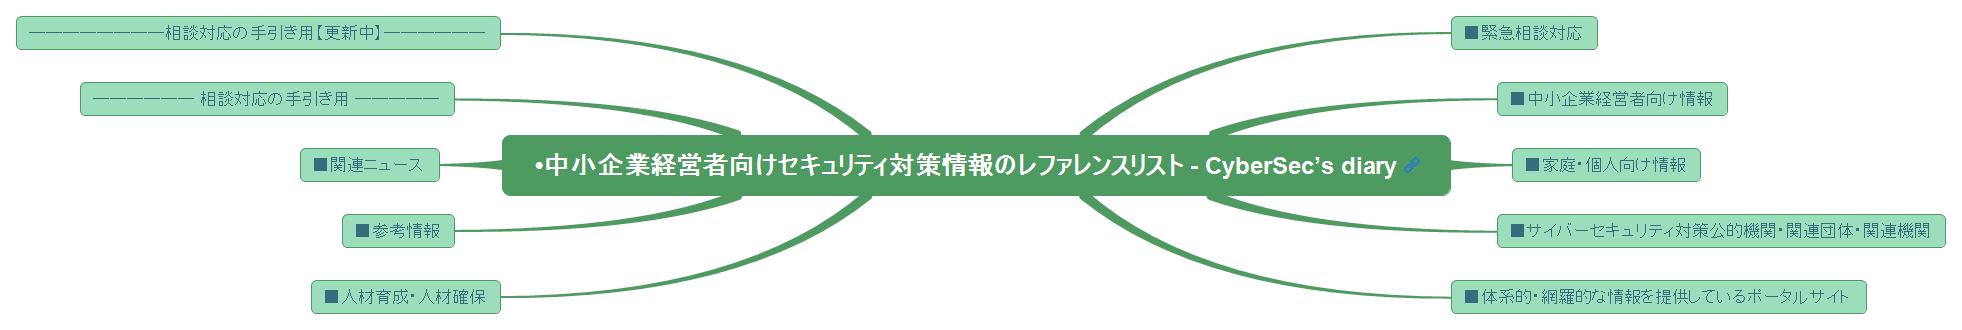 •中小企業経営者向けセキュリティ対策情報のレファレンスリスト - CyberSec’s diary
■緊急相談対応
■中小企業経営者向け情報
■家庭・個人向け情報
■サイバーセキュリティ対策公的機関・関連団体・関連機関
■体系的・網羅的な情報を提供しているポータルサイト
――――――――相談対応の手引き用【更新中】――――――
―――――― 相談対応の手引き用 ―――――
■関連ニュース
■参考情報
■人材育成・人材確保